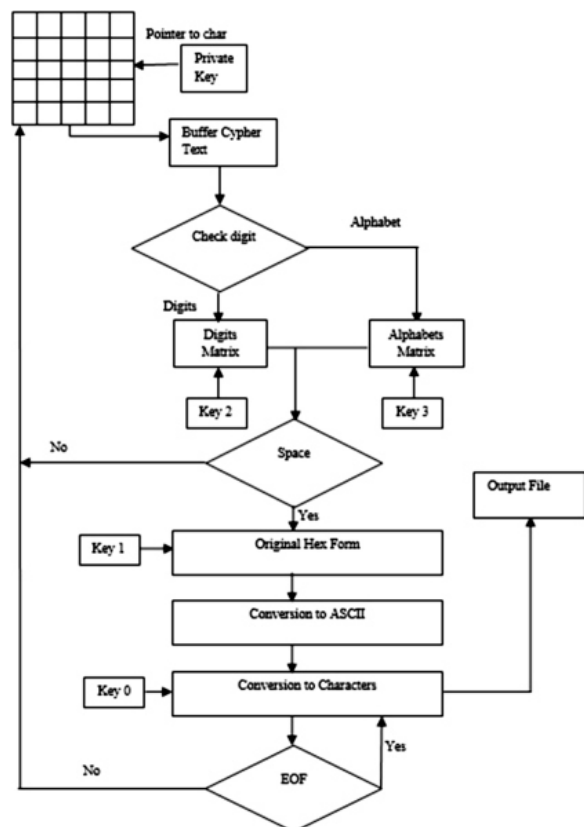 Pointer to char
Private
Key
Buffer Cypher
Text
Check digit
Alphabet
Digits
Digits
Matrix
Alphabets
Matrix
Key 2
Key 3
No
Space
Output File
Yes
Key 1
Original Hex Form
Conversion to ASCII
Key 0
Conversion to Characters
Yes
No
EOF